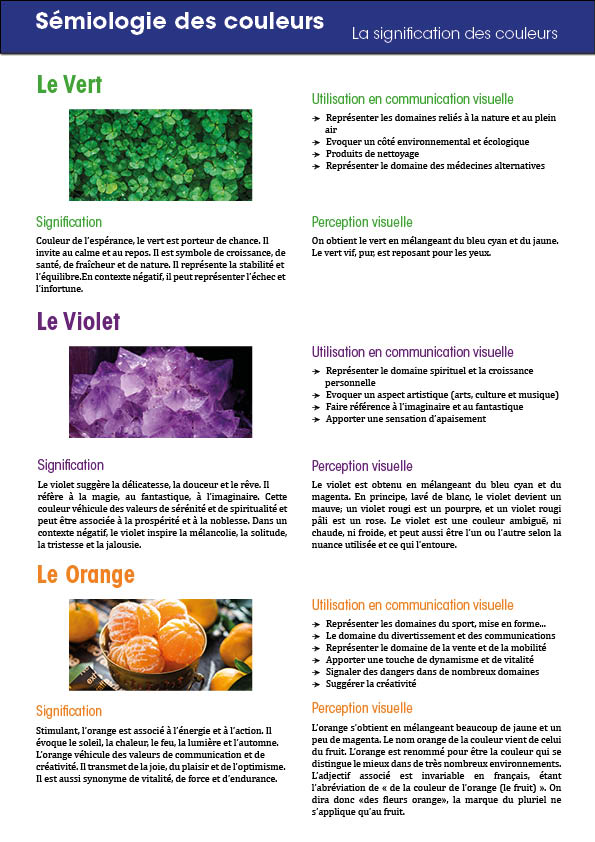 Sémiologie des couleurs
La signification des couleurs
Le Vert
Utilisation en communication visuelle
➔ Représenter les domaines reliés à la nature et au plein
air
➔ Evoquer un côté environnemental et écologique
➔ Produits de nettoyage
➔ Représenter le domaine des médecines alternatives
Signification
Couleur de l'espérance, le vert est porteur de chance. Il
invite au calme et au repos. Il est symbole de croissance, de
santé, de fraîcheur et de nature. Il représente la stabilité et
l'équilibre.En contexte négatif, il peut représenter l'échec et
l'infortune.
Perception visuelle
On obtient le vert en mélangeant du bleu cyan et du jaune.
Le vert vif, pur, est reposant pour les yeux.
Le Violet
Utilisation en communication visuelle
➔ Représenter le domaine spirituel et la croissance
personnelle
➔ Evoquer un aspect artistique (arts, culture et musique)
➔ Faire référence à l'imaginaire et au fantastique
➔ Apporter une sensation d'apaisement
Signification
Le violet suggère la délicatesse, la douceur et le rêve. Il
réfère à la magie, au fantastique, à l'imaginaire. Cette
couleur véhicule des valeurs de sérénité et de spiritualité et
peut être associée à la prospérité et à la noblesse. Dans un
contexte négatif, le violet inspire la mélancolie, la solitude,
la tristesse et la jalousie.
Perception visuelle
Le violet est obtenu en mélangeant du bleu cyan et du
magenta. En principe, lavé de blanc, le violet devient un
mauve; un violet rougi est un pourpre, et un violet rougi
pâli est un rose. Le violet est une couleur ambiguë, ni
chaude, ni froide, et peut aussi être l'un ou l'autre selon la
nuance utilisée et ce qui l'entoure.
Le Orange
Utilisation en communication visuelle
➔ Représenter les domaines du sport, mise en forme...
➔ Le domaine du divertissement et des communications
➔ Représenter le domaine de la vente et de la mobilité
➔ Apporter une touche de dynamisme et de vitalité
➔ Signaler des dangers dans de nombreux domaines
➔ Suggérer la créativité
Signification
Stimulant, l'orange est associé à l'énergie et à l'action. Il
évoque le soleil, la chaleur, le feu, la lumière et l'automne.
L'orange véhicule des valeurs de communication et de
créativité. Il transmet de la joie, du plaisir et de l'optimisme.
Il est aussi synonyme de vitalité, de force et d'endurance.
Perception visuelle
L'orange s'obtient en mélangeant beaucoup de jaune et un
peu de magenta. Le nom orange de la couleur vient de celui
du fruit. L'orange est renommé pour être la couleur qui se
distingue le mieux dans de très nombreux environnements.
L'adjectif associé est invariable en français, étant
l'abréviation de « de la couleur de l'orange (le fruit) ». On
dira donc «des fleurs orange», la marque du pluriel ne
s'applique qu'au fruit.